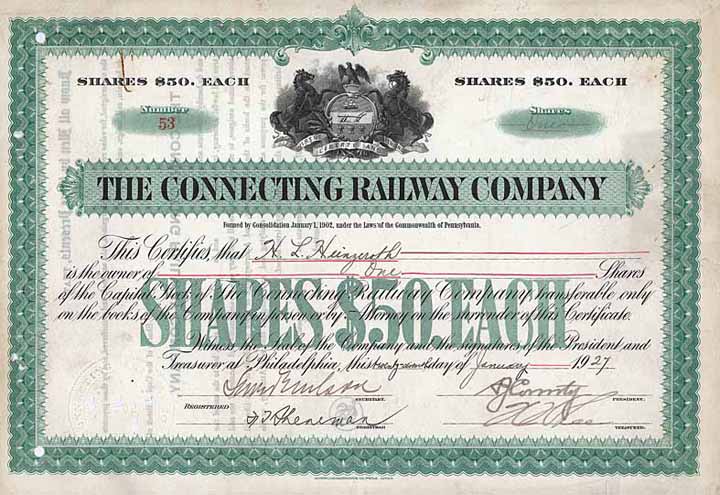 SHARES $50. EACH
SHARES $50. EACH
Number
53
Shares
One
THE CONNECTING RAILWAY COMPANY
Formed by Consolidation January 1, 1902, under the Laws of the Commonwealth of Pennsylvania.
This Certifies, that H. L. Heinzeroth
is the owner of One Shares
of the Capital Stock of The Connecting Railway Company, transferable only
on the books of the Company in person or by Attorney on the surrender of this Certificate.
SHARES $50. EACH
Witness the Seal of the Company and the signatures of the President and
Treasurer at Philadelphia, this day of January 1927
SECRETARY.
PRESIDENT.
REGISTERED
REGISTRAR
TREASURER.